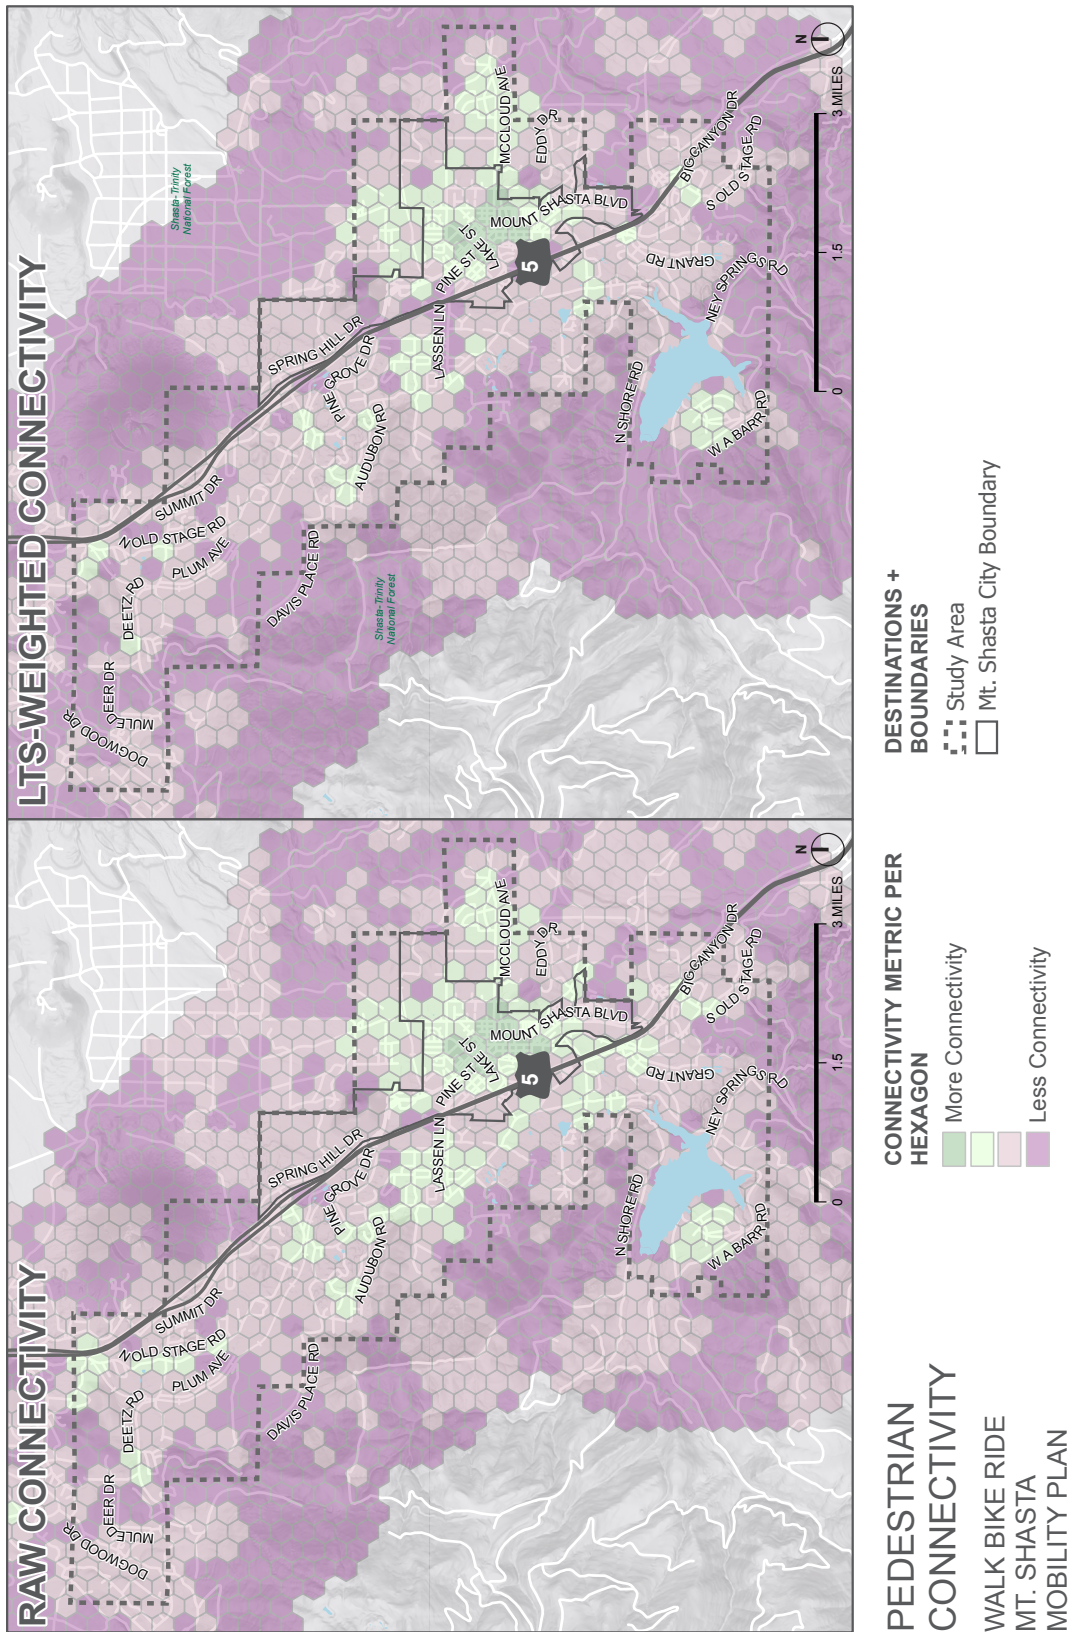 RAW CONNECTIVITY
DOGWOOD DR
MULE DEER DR
DEETZ RD
N OLD STAGE RD
PLUM AVE
SUMMIT DR
DAVIS PLACE RD
SPRING HILL DR
PINE GROVE DR
AUDUBON RD
LASSEN LN
PINE ST
LAKE ST
MCCLOUD AVE
EDDY DR
MOUNT SHASTA BLVD
5
N SHORE RD
W A BARR RD
GRANT RD
NEY SPRINGS RD
BIG CANYON DR
S OLD STAGE RD
N
0
1.5
3 MILES
LTS-WEIGHTED CONNECTIVITY
Shasta-Trinity
National Forest
DOGWOOD DR
MULE DEER DR
DEETZ RD
N OLD STAGE RD
PLUM AVE
SUMMIT DR
DAVIS PLACE RD
Shasta-Trinity
National Forest
SPRING HILL DR
PINE GROVE DR
AUDUBON RD
LASSEN LN
PINE ST
LAKE ST
MCCLOUD AVE
EDDY DR
MOUNT SHASTA BLVD
5
N SHORE RD
W A BARR RD
GRANT RD
NEY SPRINGS RD
BIG CANYON DR
S OLD STAGE RD
N
0
1.5
3 MILES
PEDESTRIAN
CONNECTIVITY
WALK BIKE RIDE
MT. SHASTA
MOBILITY PLAN
CONNECTIVITY METRIC PER
HEXAGON
More Connectivity
Less Connectivity
DESTINATIONS +
BOUNDARIES
Study Area
Mt. Shasta City Boundary